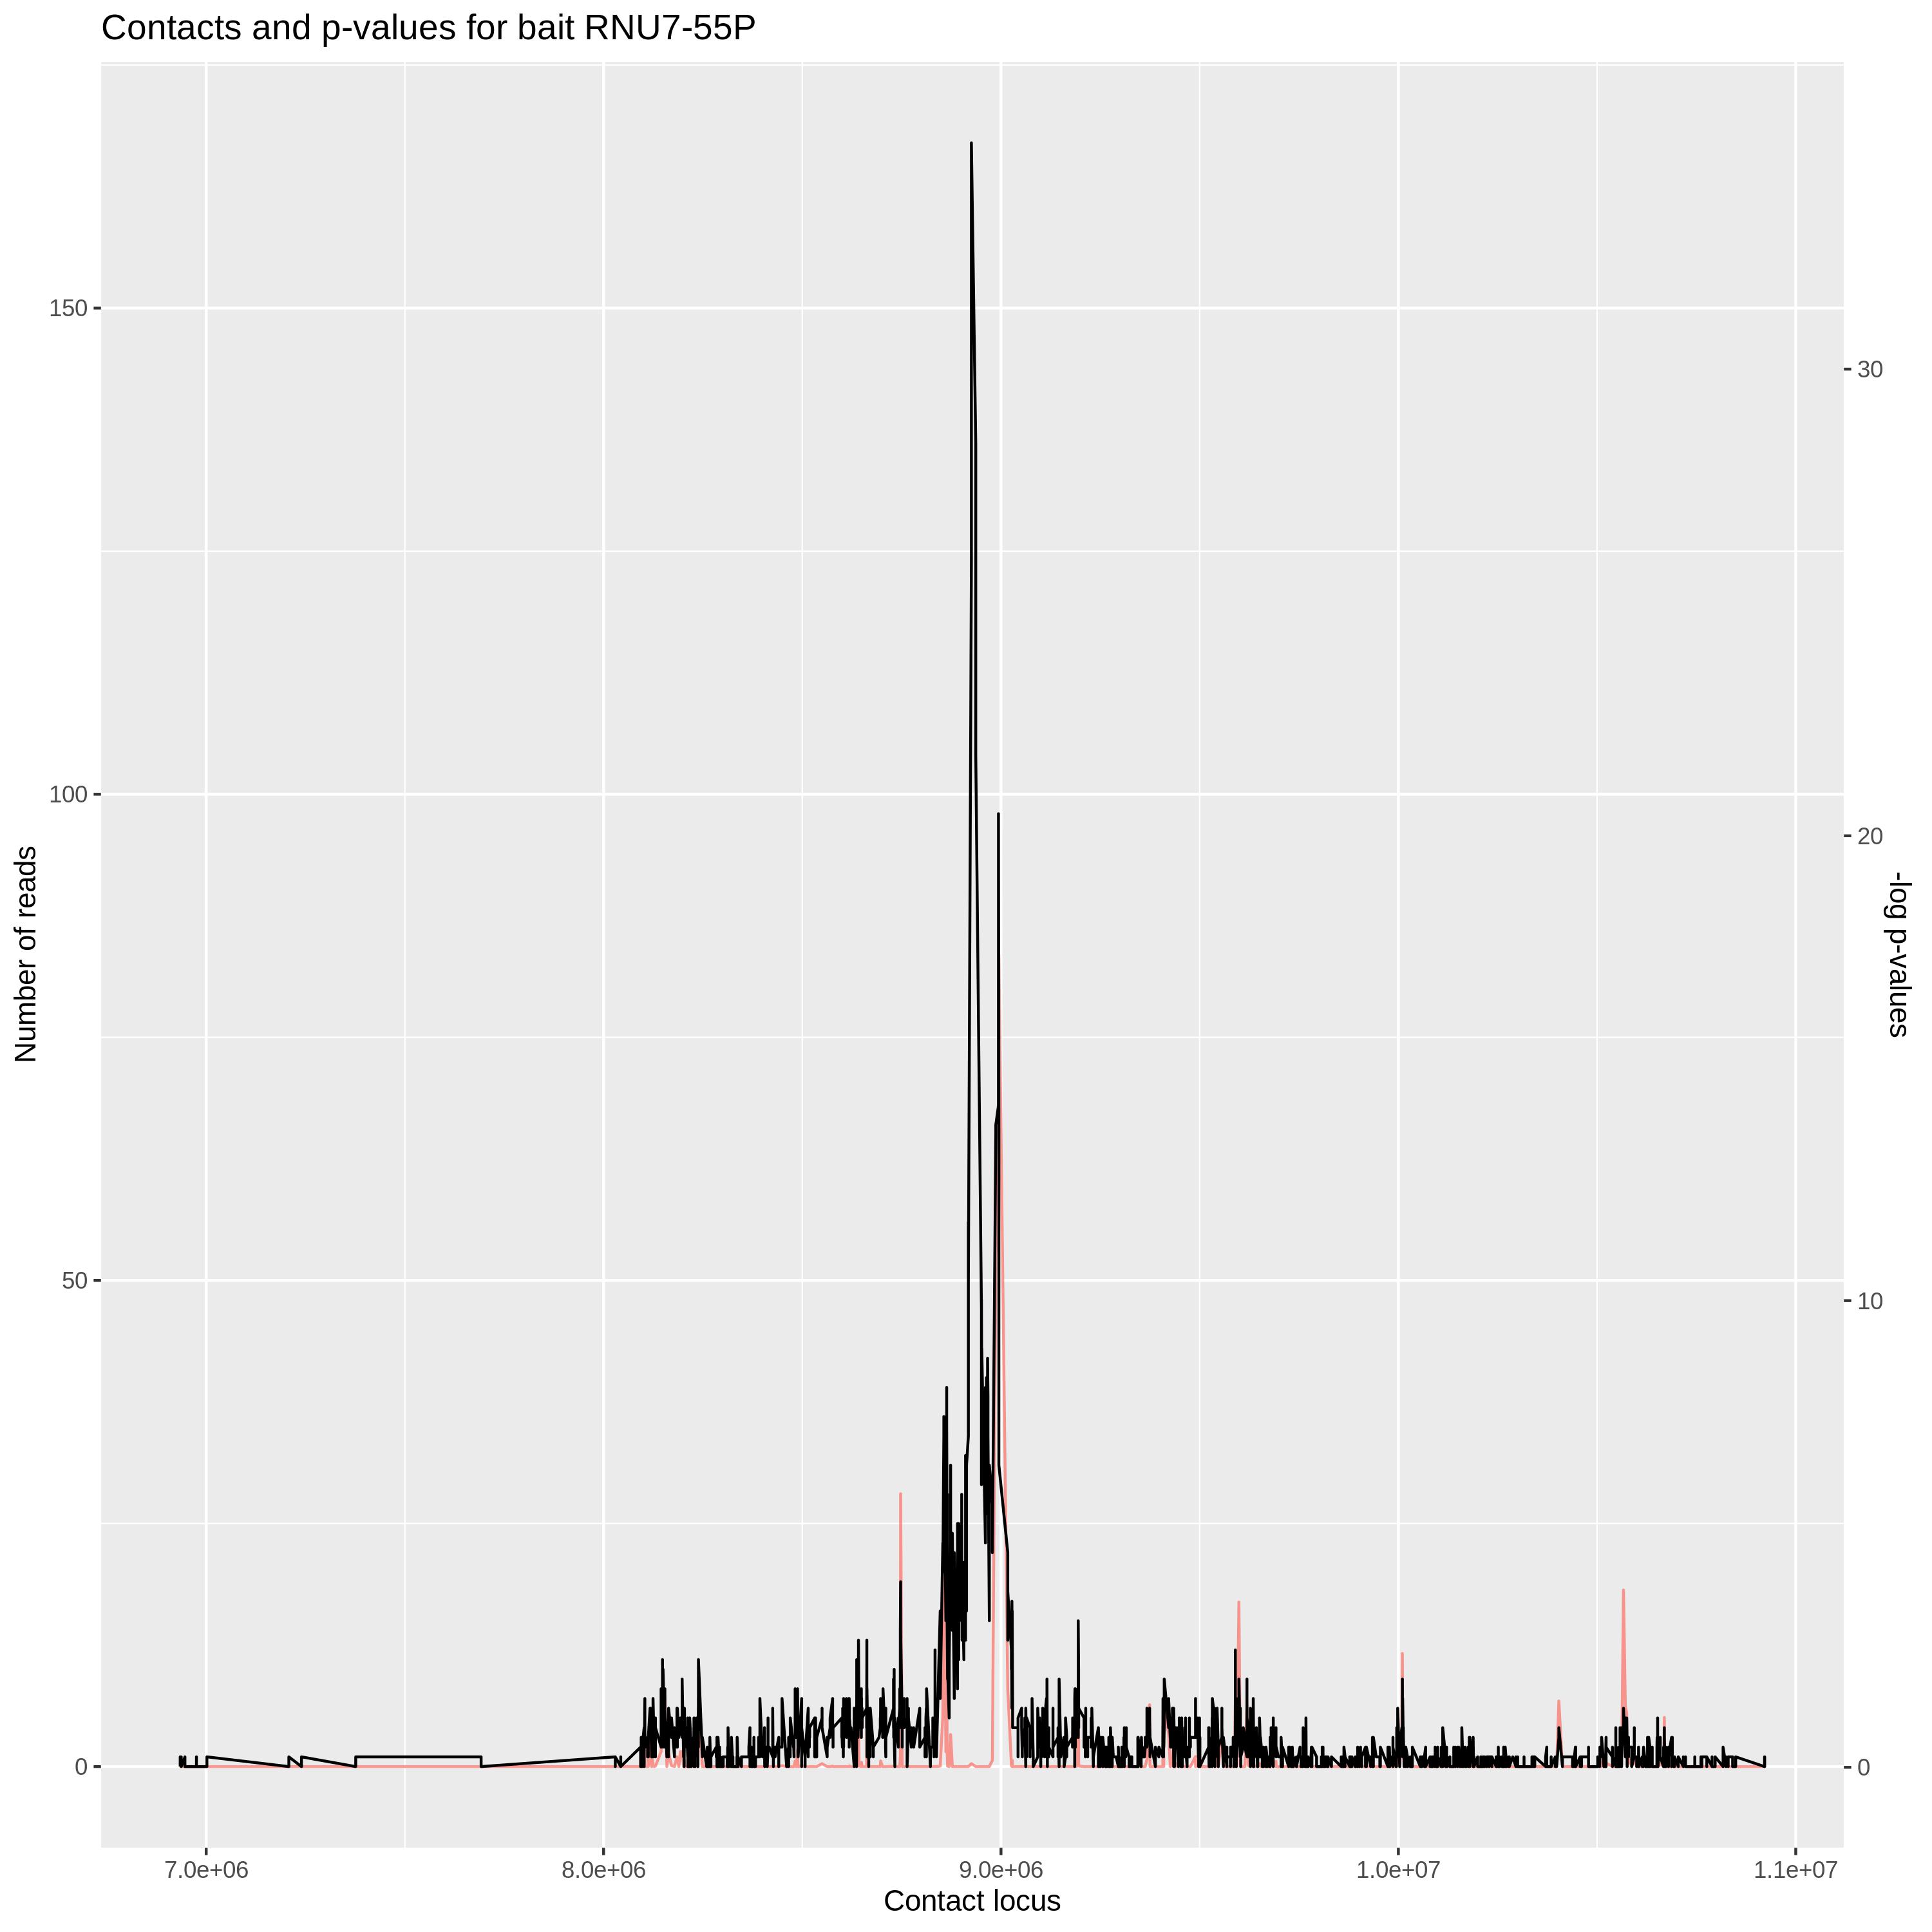 Contacts and p-values for bait RNU7-55P
150
100
50
0
Number of reads
30
20
10
0
-log p-values
7.0e+06
8.0e+06
9.0e+06
1.0e+07
1.1e+07
Contact locus